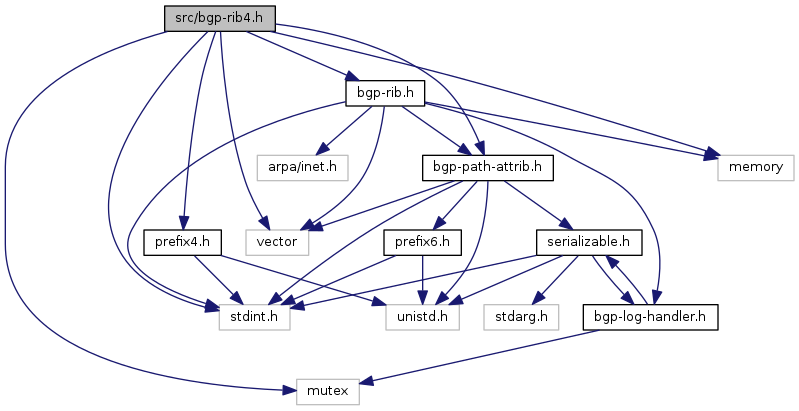 src/bgp-rib4.h
bgp-rib.h
arpa/inet.h
bgp-path-attrib.h
memory
prefix4.h
vector
prefix6.h
serializable.h
stdint.h
unistd.h
stdarg.h
bgp-log-handler.h
mutex